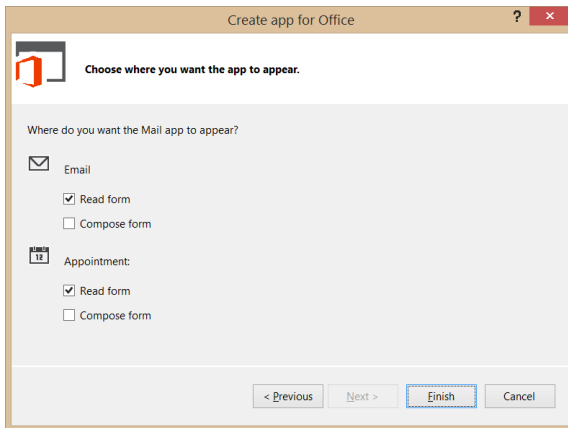 Create app for Office
?
×
Choose where you want the app to appear.
Where do you want the Mail app to appear?
Email
Read form
Compose form
12
Appointment:
Read form
Compose form
< Previous
Next >
Finish
Cancel